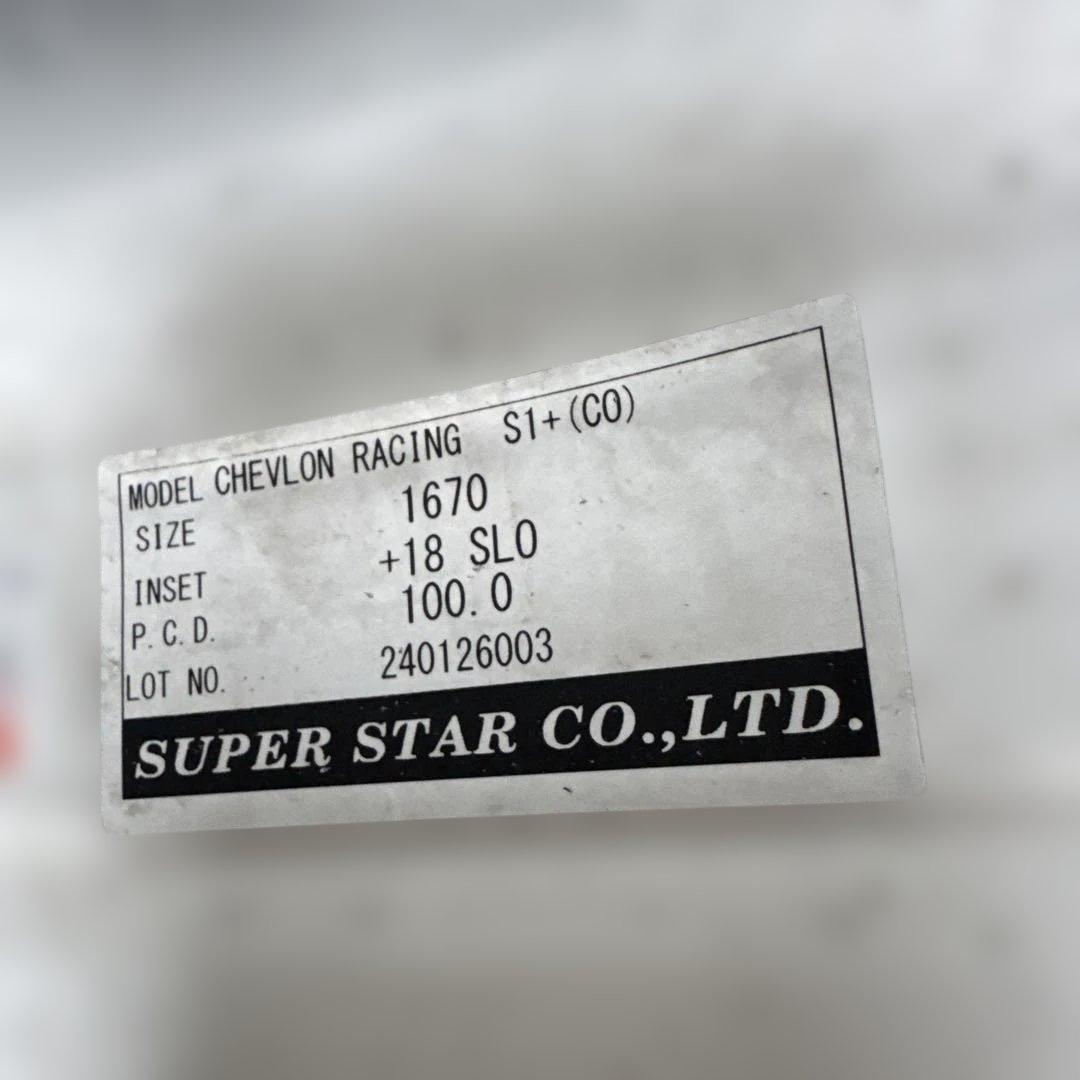 MODEL CHEVLON RACING S1+(CO)
SIZE 1670
INSET +18 SLO
P.C.D. 100.0
LOT NO. 240126003
SUPER STAR CO.,LTD.